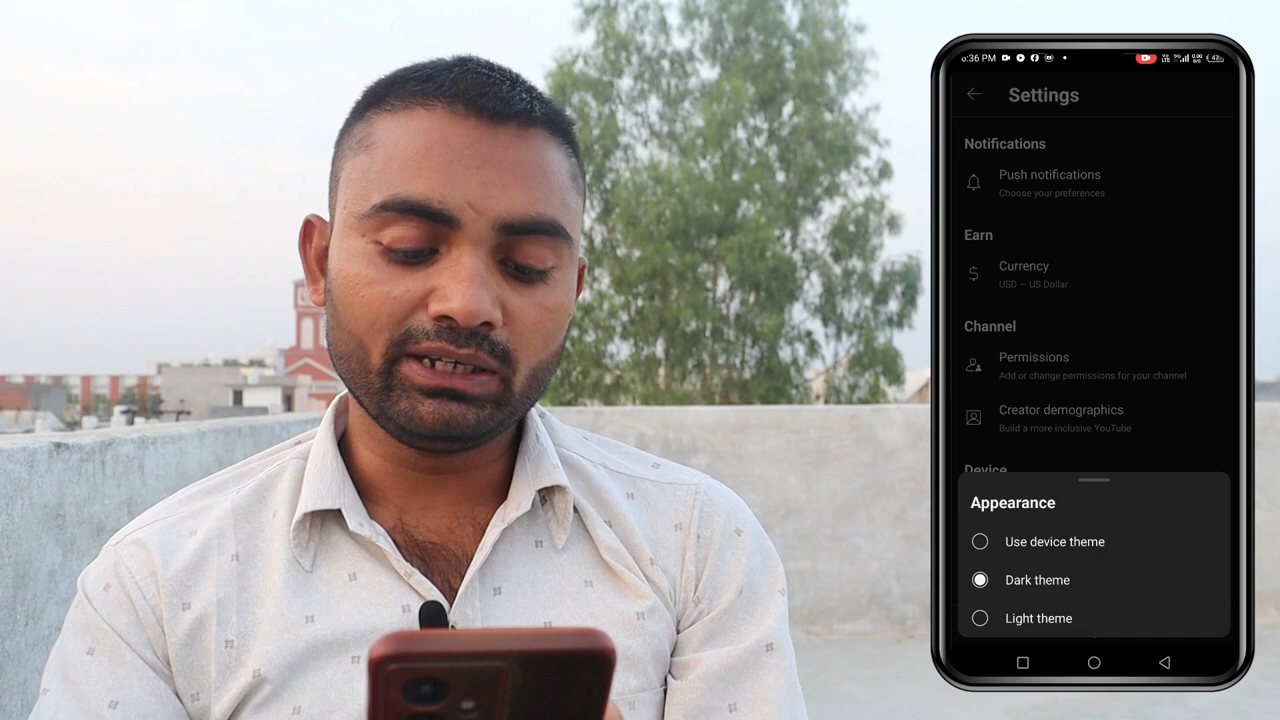 6:36 PM
Settings
Notifications
Push notifications
Choose your preferences
Earn
Currency
USD — US Dollar
Channel
Permissions
Add or change permissions for your channel
Creator demographics
Build a more inclusive YouTube
Device
Appearance
Use device theme
Dark theme
Light theme